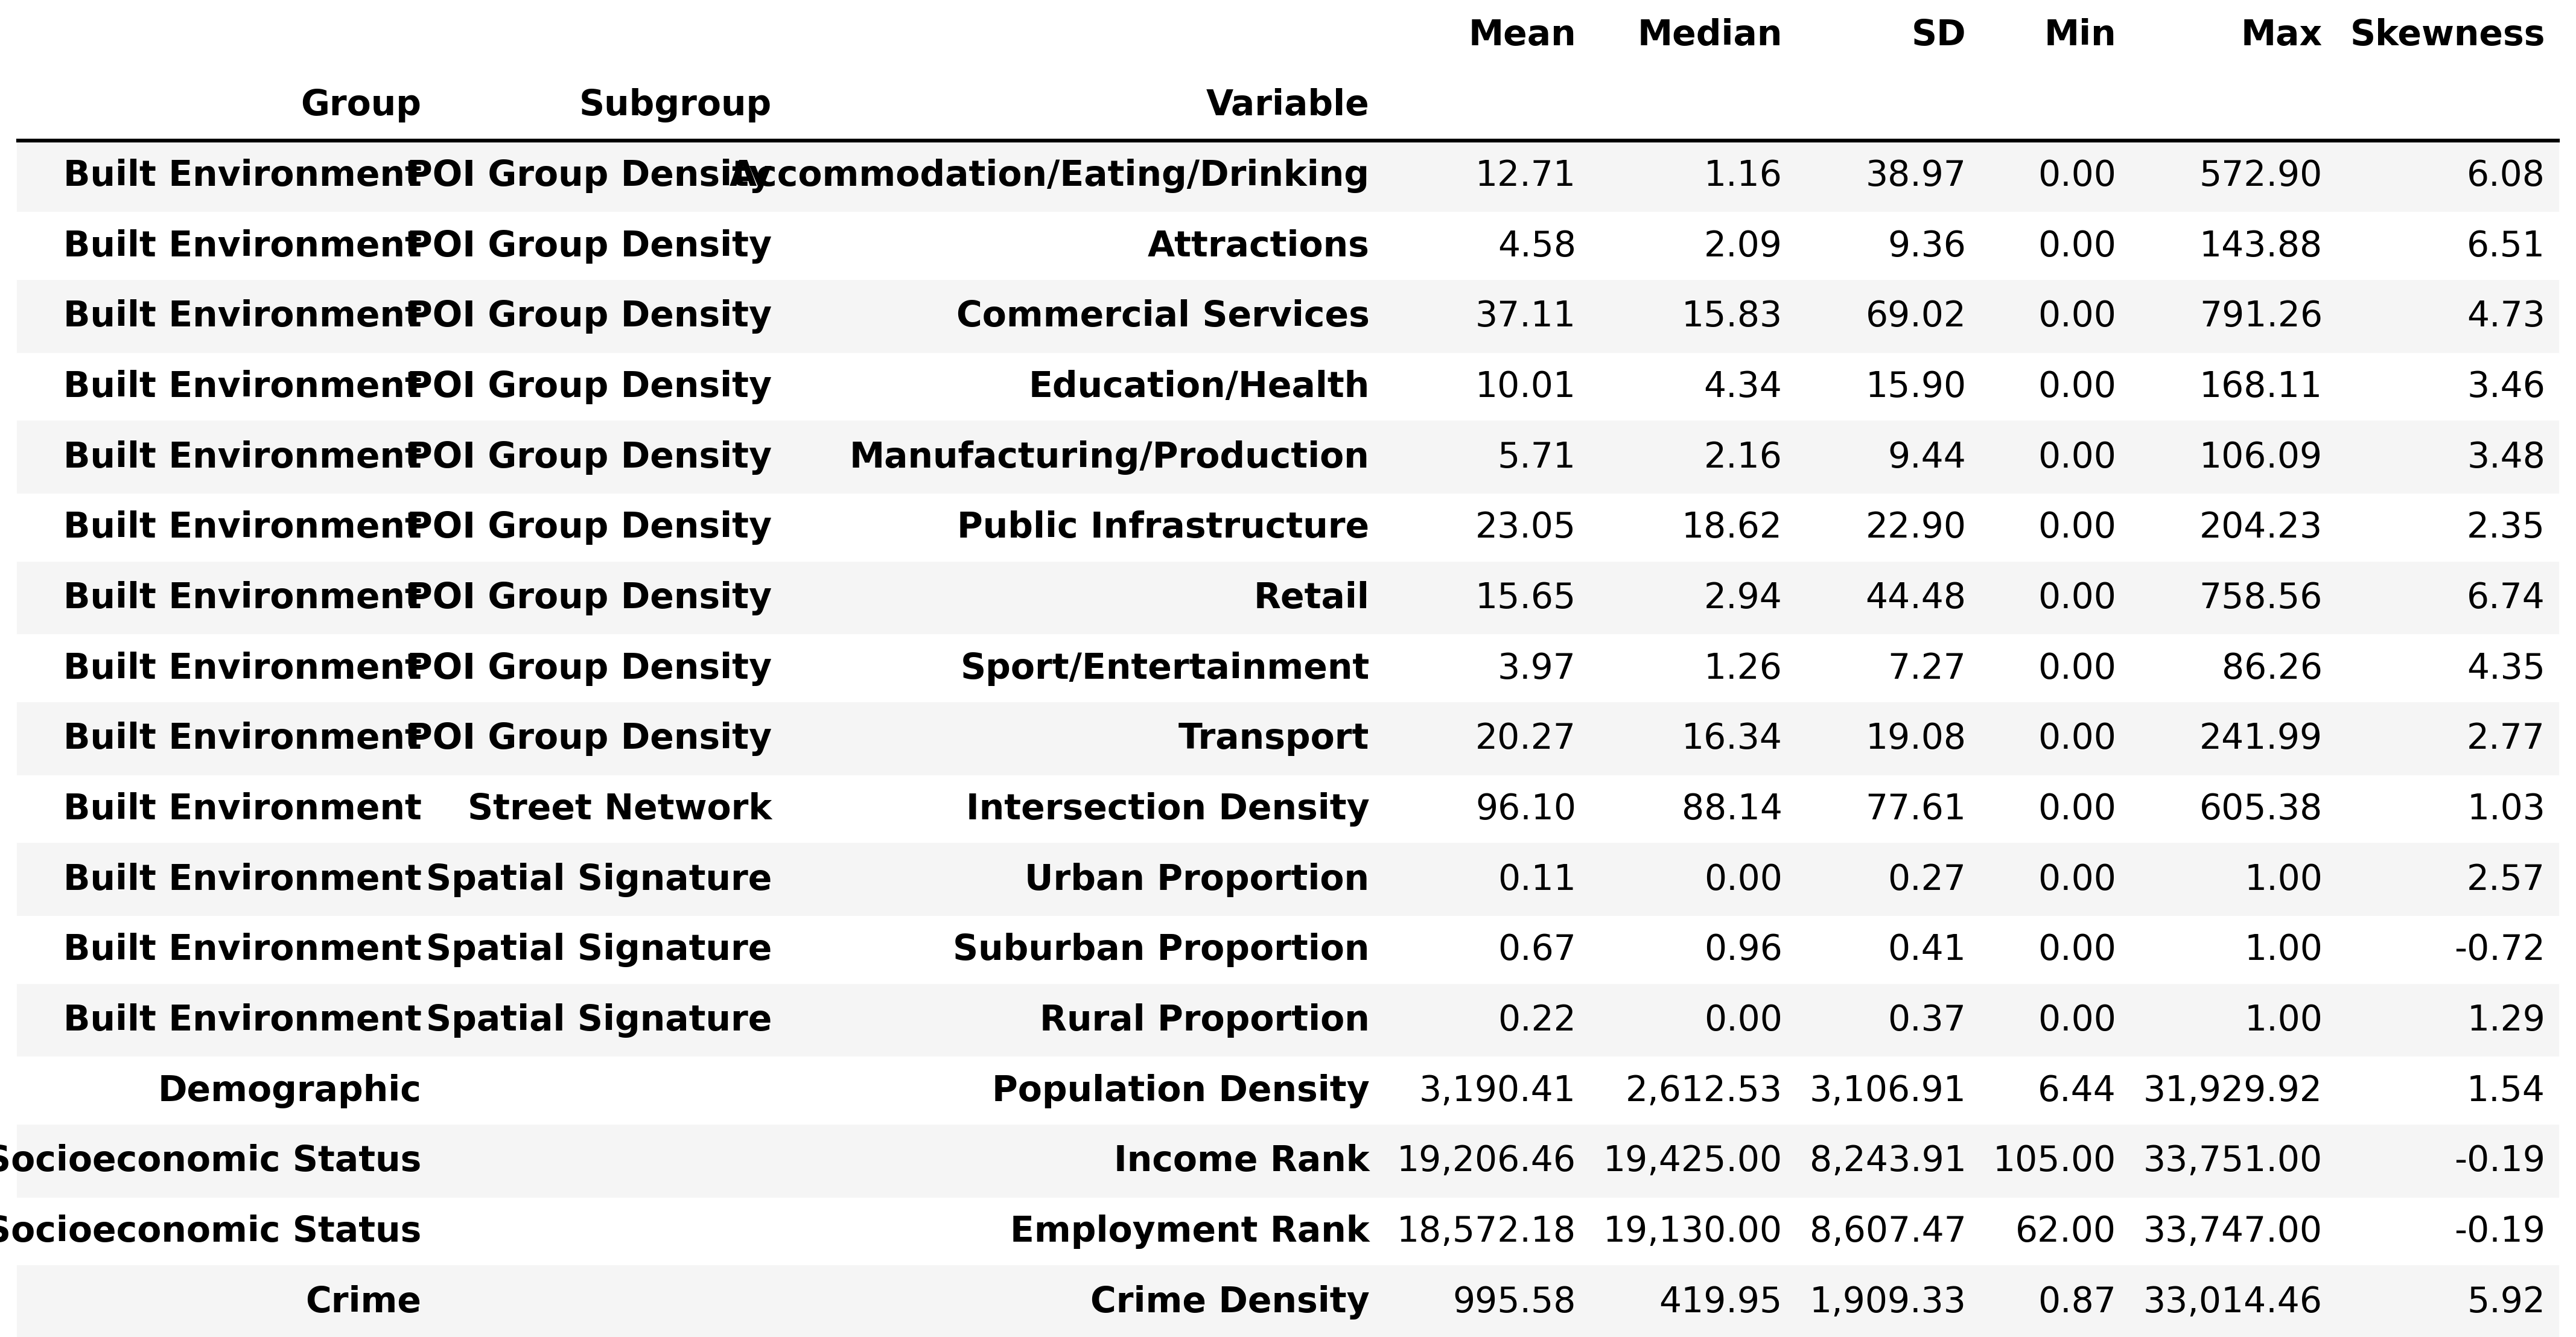 Mean Median SD Min Max Skewness
Group Subgroup Variable
Built Environment POI Group Density Accommodation/Eating/Drinking 12.71 1.16 38.97 0.00 572.90 6.08
Built Environment POI Group Density Attractions 4.58 2.09 9.36 0.00 143.88 6.51
Built Environment POI Group Density Commercial Services 37.11 15.83 69.02 0.00 791.26 4.73
Built Environment POI Group Density Education/Health 10.01 4.34 15.90 0.00 168.11 3.46
Built Environment POI Group Density Manufacturing/Production 5.71 2.16 9.44 0.00 106.09 3.48
Built Environment POI Group Density Public Infrastructure 23.05 18.62 22.90 0.00 204.23 2.35
Built Environment POI Group Density Retail 15.65 2.94 44.48 0.00 758.56 6.74
Built Environment POI Group Density Sport/Entertainment 3.97 1.26 7.27 0.00 86.26 4.35
Built Environment POI Group Density Transport 20.27 16.34 19.08 0.00 241.99 2.77
Built Environment Street Network Intersection Density 96.10 88.14 77.61 0.00 605.38 1.03
Built Environment Spatial Signature Urban Proportion 0.11 0.00 0.27 0.00 1.00 2.57
Built Environment Spatial Signature Suburban Proportion 0.67 0.96 0.41 0.00 1.00 -0.72
Built Environment Spatial Signature Rural Proportion 0.22 0.00 0.37 0.00 1.00 1.29
Demographic Population Density 3,190.41 2,612.53 3,106.91 6.44 31,929.92 1.54
Socioeconomic Status Income Rank 19,206.46 19,425.00 8,243.91 105.00 33,751.00 -0.19
Socioeconomic Status Employment Rank 18,572.18 19,130.00 8,607.47 62.00 33,747.00 -0.19
Crime Crime Density 995.58 419.95 1,909.33 0.87 33,014.46 5.92